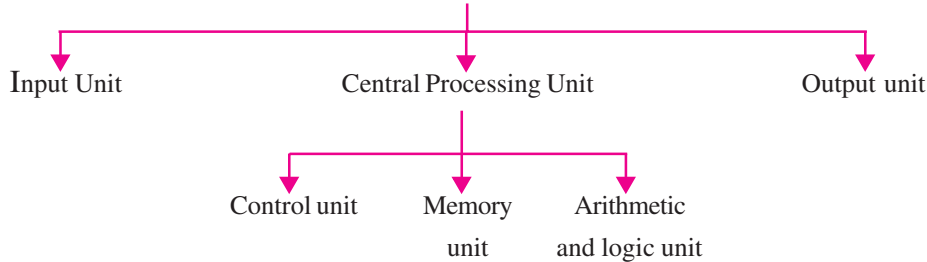 Input Unit
Central Processing Unit
Output unit
Control unit
Memory
unit
Arithmetic
and logic unit